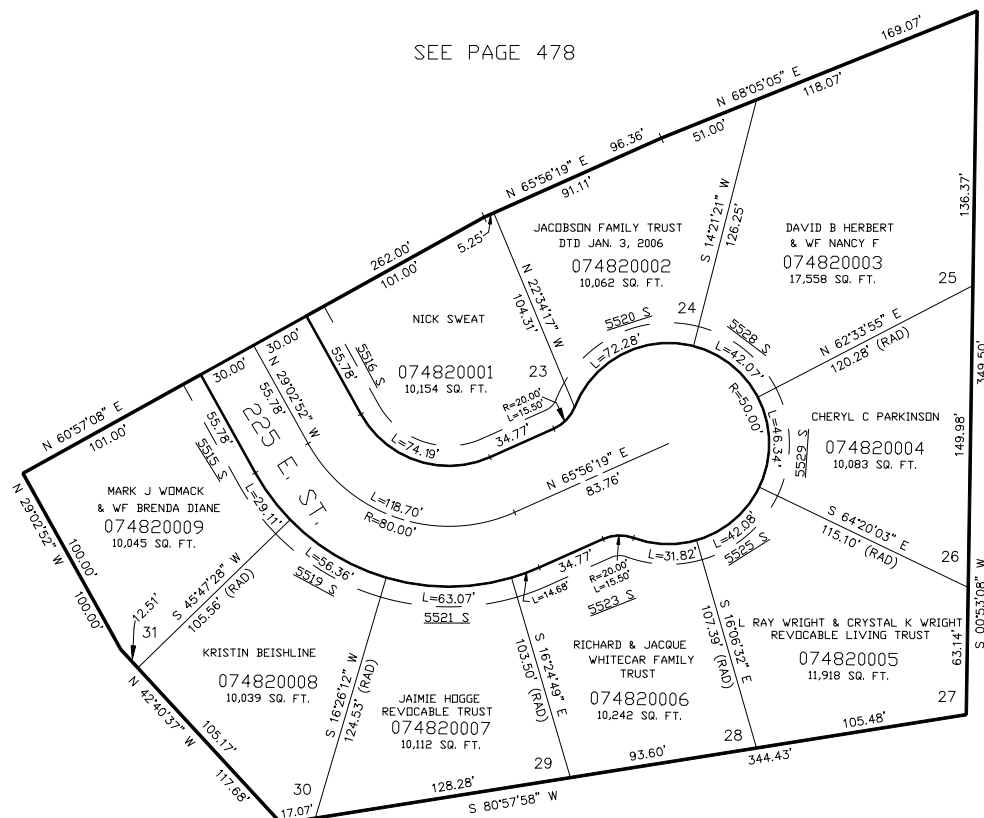 SEE PAGE 478
169.07'
N 68°05'05" E
118.07'
51.00'
96.36'
N 65°56'19" E
91.11'
5.25'
262.00'
101.00'
30.00'
30.00'
N 60°57'08" E
101.00'
JACOBSON FAMILY TRUST
DTD JAN. 3, 2006
074820002
10,062 SQ. FT.
S 14°21'21" W
126.25'
DAVID B HERBERT
& WF NANCY F
074820003
17,558 SQ. FT.
136.37'
25
24
N 22°34'17" W
104.31'
NICK SWEAT
074820001
10,154 SQ. FT.
23
5516 S
55.78'
5520 S
L=72.28'
5528 S
L=42.07'
N 62°33'55" E
120.28' (RAD)
349.50'
R=20.00'
L=15.50'
34.77'
L=74.19'
R=50.00'
L=46.34'
5529 S
CHERYL C PARKINSON
074820004
10,083 SQ. FT.
149.98'
N 29°02'52" W
55.78'
225 E. ST.
55.78'
5515 S
L=29.11'
N 65°56'19" E
83.76'
L=118.70'
R=80.00'
MARK J WOMACK
& WF BRENDA DIANE
074820009
10,045 SQ. FT.
N 29°02'52" W
100.00'
100.00'
S 45°47'28" W
105.56' (RAD)
12.51'
31
L=56.36'
5519 S
L=63.07'
5521 S
34.77'
L=14.68'
R=20.00'
L=15.50'
5523 S
L=31.82'
L=42.08'
5525 S
S 64°20'03" E
115.10' (RAD)
26
S 00°53'08" W
63.14'
27
KRISTIN BEISHLINE
074820008
10,039 SQ. FT.
S 16°26'12" W
124.53' (RAD)
JAIMIE HOGGE
REVOCABLE TRUST
074820007
10,112 SQ. FT.
S 16°24'49" E
103.50' (RAD)
RICHARD & JACQUE
WHITECAR FAMILY
TRUST
074820006
10,242 SQ. FT.
S 16°06'32" E
107.39' (RAD)
L RAY WRIGHT & CRYSTAL K WRIGHT
REVOCABLE LIVING TRUST
074820005
11,918 SQ. FT.
N 42°40'37" W
105.17'
117.68'
30
17.07'
128.28'
29
S 80°57'58" W
93.60'
28
344.43'
105.48'